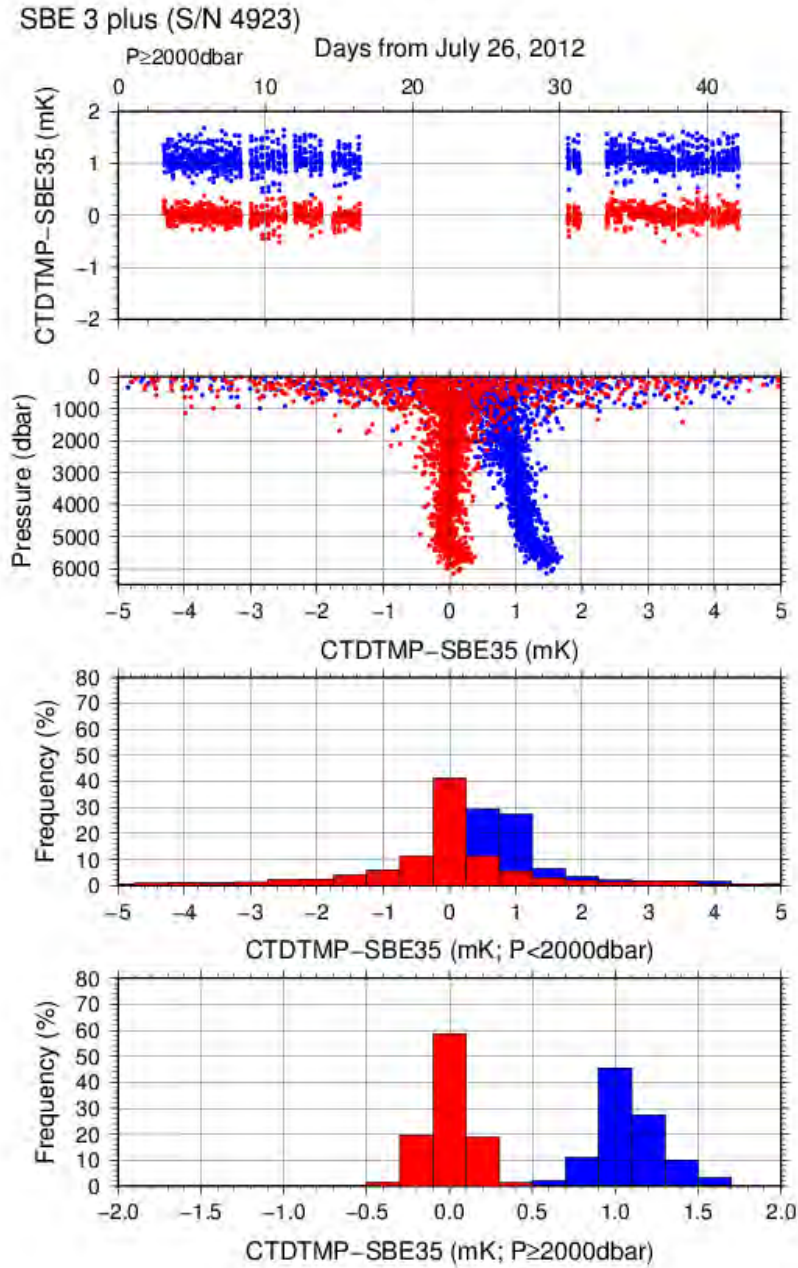 SBE 3 plus (S/N 4923)
P≥2000dbar
Days from July 26, 2012
0 10 20 30 40
CTDTMP−SBE35 (mK)
2
1
0
−1
−2
Pressure (dbar)
0
1000
2000
3000
4000
5000
6000
−5 −4 −3 −2 −1 0 1 2 3 4 5
CTDTMP−SBE35 (mK)
Frequency (%)
80
70
60
50
40
30
20
10
0
−5 −4 −3 −2 −1 0 1 2 3 4 5
CTDTMP−SBE35 (mK; P<2000dbar)
Frequency (%)
80
70
60
50
40
30
20
10
0
−2.0 −1.5 −1.0 −0.5 0.0 0.5 1.0 1.5 2.0
CTDTMP−SBE35 (mK; P≥2000dbar)